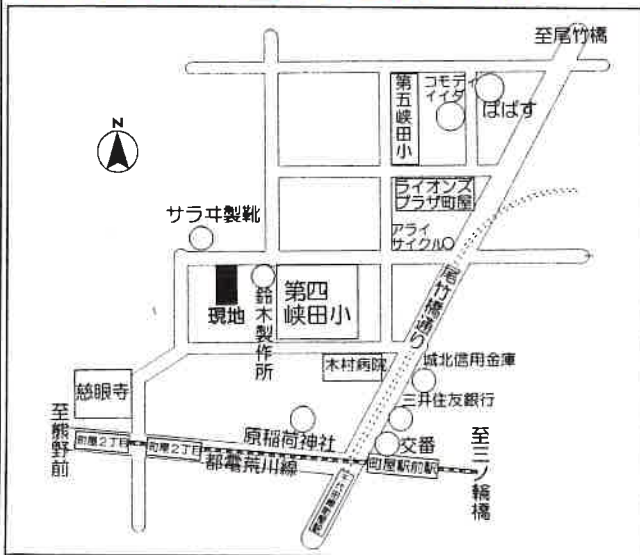 至尾竹橋
コモディ
イイダ
ぱぱす
第五峡田小
N
ライオンズ
プラザ町屋
サラヰ製靴
アライ
サイクル
尾竹橋通り
現地
鈴木製作所
第四
峡田小
木村病院
城北信用金庫
慈眼寺
三井住友銀行
至熊野前
町屋2丁目
町屋2丁目
原稲荷神社
交番
都電荒川線
町屋駅前駅
至三ノ輪橋